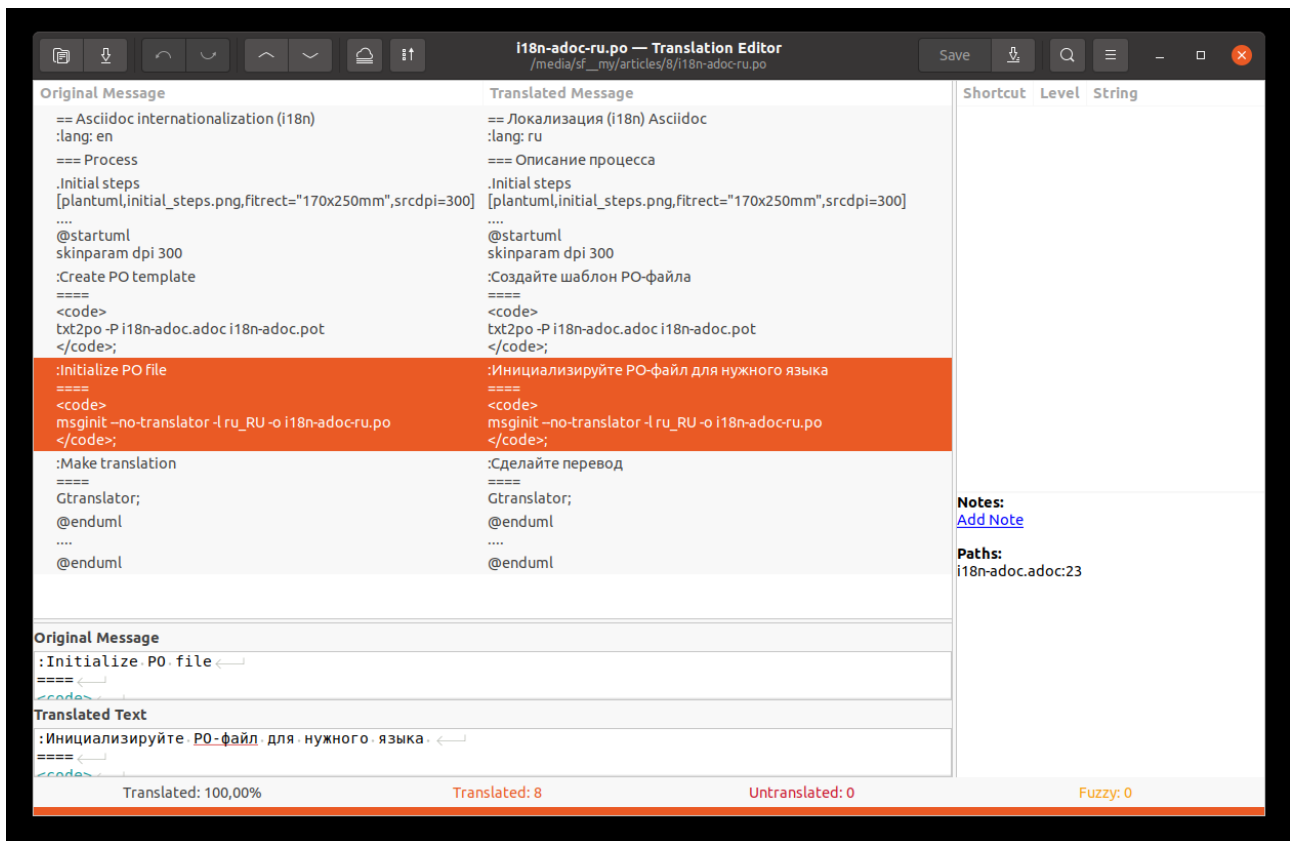 i18n-adoc-ru.po — Translation Editor
/media/sf__my/articles/8/i18n-adoc-ru.po
Save
Original Message
Translated Message
Shortcut Level String
== Asciidoc internationalization (i18n)
:lang: en
== Локализация (i18n) Asciidoc
:lang: ru
=== Process
=== Описание процесса
.Initial steps
[plantuml,initial_steps.png,fitrect="170x250mm",srcdpi=300]
....
@startuml
skinparam dpi 300
.Initial steps
[plantuml,initial_steps.png,fitrect="170x250mm",srcdpi=300]
....
@startuml
skinparam dpi 300
:Create PO template
====
<code>
txt2po -P i18n-adoc.adoc i18n-adoc.pot
</code>;
:Создайте шаблон PO-файла
====
<code>
txt2po -P i18n-adoc.adoc i18n-adoc.pot
</code>;
:Initialize PO file
====
<code>
msginit --no-translator -l ru_RU -o i18n-adoc-ru.po
</code>;
:Инициализируйте PO-файл для нужного языка
====
<code>
msginit --no-translator -l ru_RU -o i18n-adoc-ru.po
</code>;
:Make translation
====
Gtranslator;
:Сделайте перевод
====
Gtranslator;
@enduml
....
@enduml
....
@enduml
@enduml
Notes:
Add Note
Paths:
i18n-adoc.adoc:23
Original Message
:Initialize PO file
====
<code>
Translated Text
:Инициализируйте PO-файл для нужного языка
====
<code>
Translated: 100,00%
Translated: 8
Untranslated: 0
Fuzzy: 0